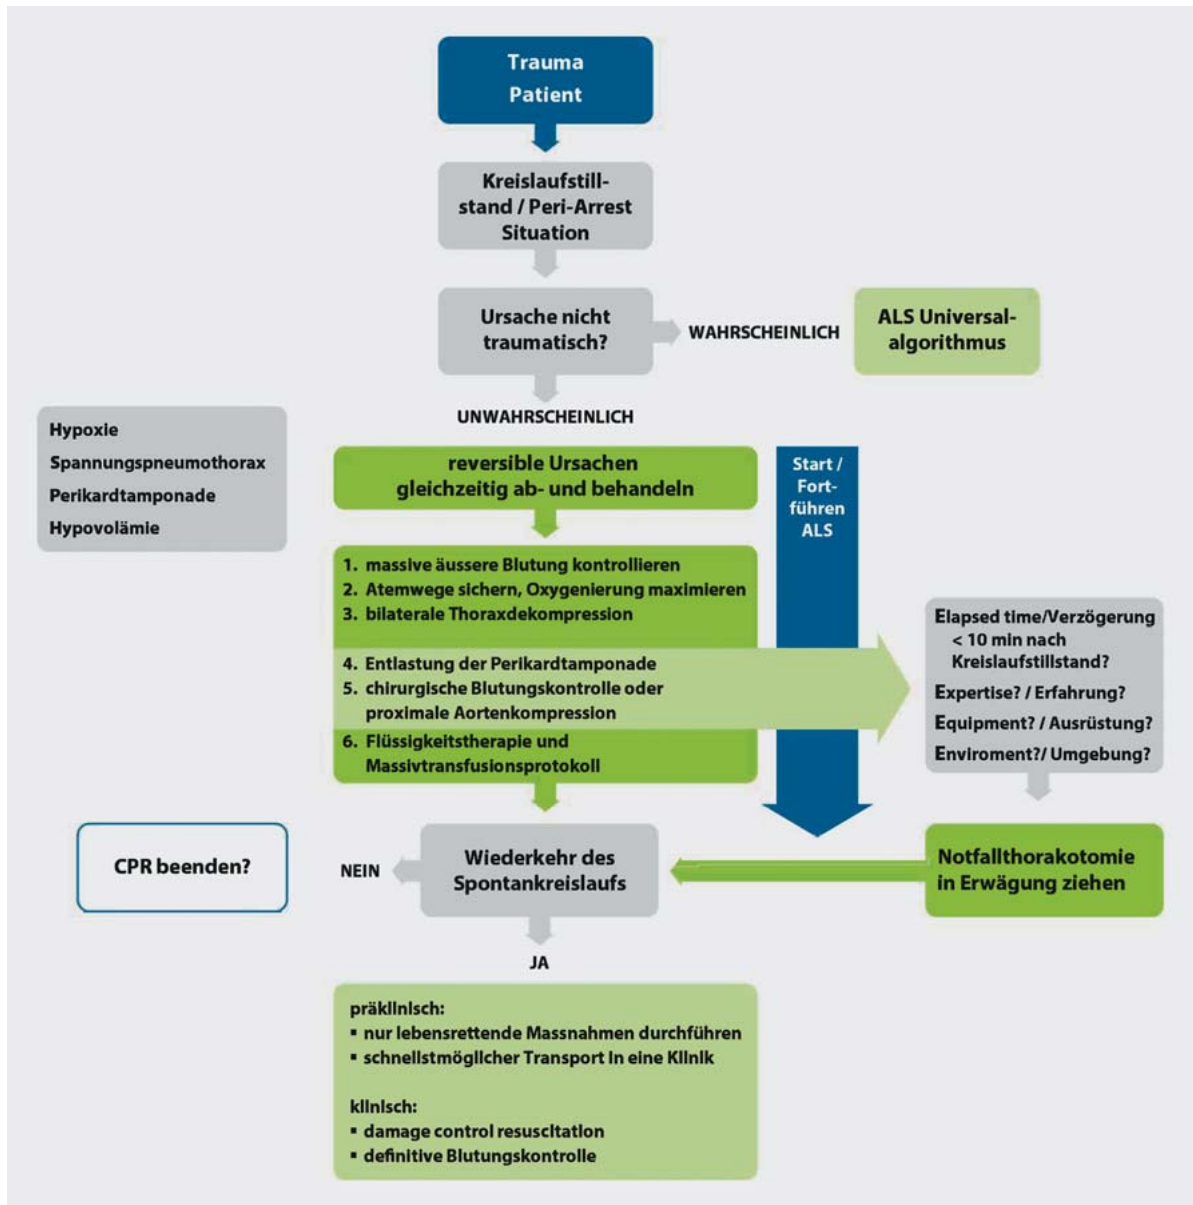 Trauma
Patient
Kreislaufstill-
stand / Peri-Arrest
Situation
Ursache nicht
traumatisch?
WAHRSCHEINLICH
ALS Universal-
algorithmus
UNWAHRSCHEINLICH
Hypoxie
Spannungspneumothorax
Perikardtamponade
Hypovolämie
reversible Ursachen
gleichzeitig ab- und behandeln
Start /
Fort-
führen
ALS
1. massive äussere Blutung kontrollieren
2. Atemwege sichern, Oxygenierung maximieren
3. bilaterale Thoraxdekompression
4. Entlastung der Perikardtamponade
5. chirurgische Blutungskontrolle oder
proximale Aortenkompression
6. Flüssigkeitstherapie und
Massivtransfusionsprotokoll
Elapsed time/Verzögerung
< 10 min nach
Kreislaufstillstand?
Expertise? / Erfahrung?
Equipment? / Ausrüstung?
Enviroment?/ Umgebung?
CPR beenden?
NEIN
Wiederkehr des
Spontankreislaufs
Notfallthorakotomie
in Erwägung ziehen
JA
präklinisch:
▪ nur lebensrettende Massnahmen durchführen
▪ schnellstmöglicher Transport in eine Klinik
klinisch:
▪ damage control resuscitation
▪ definitive Blutungskontrolle